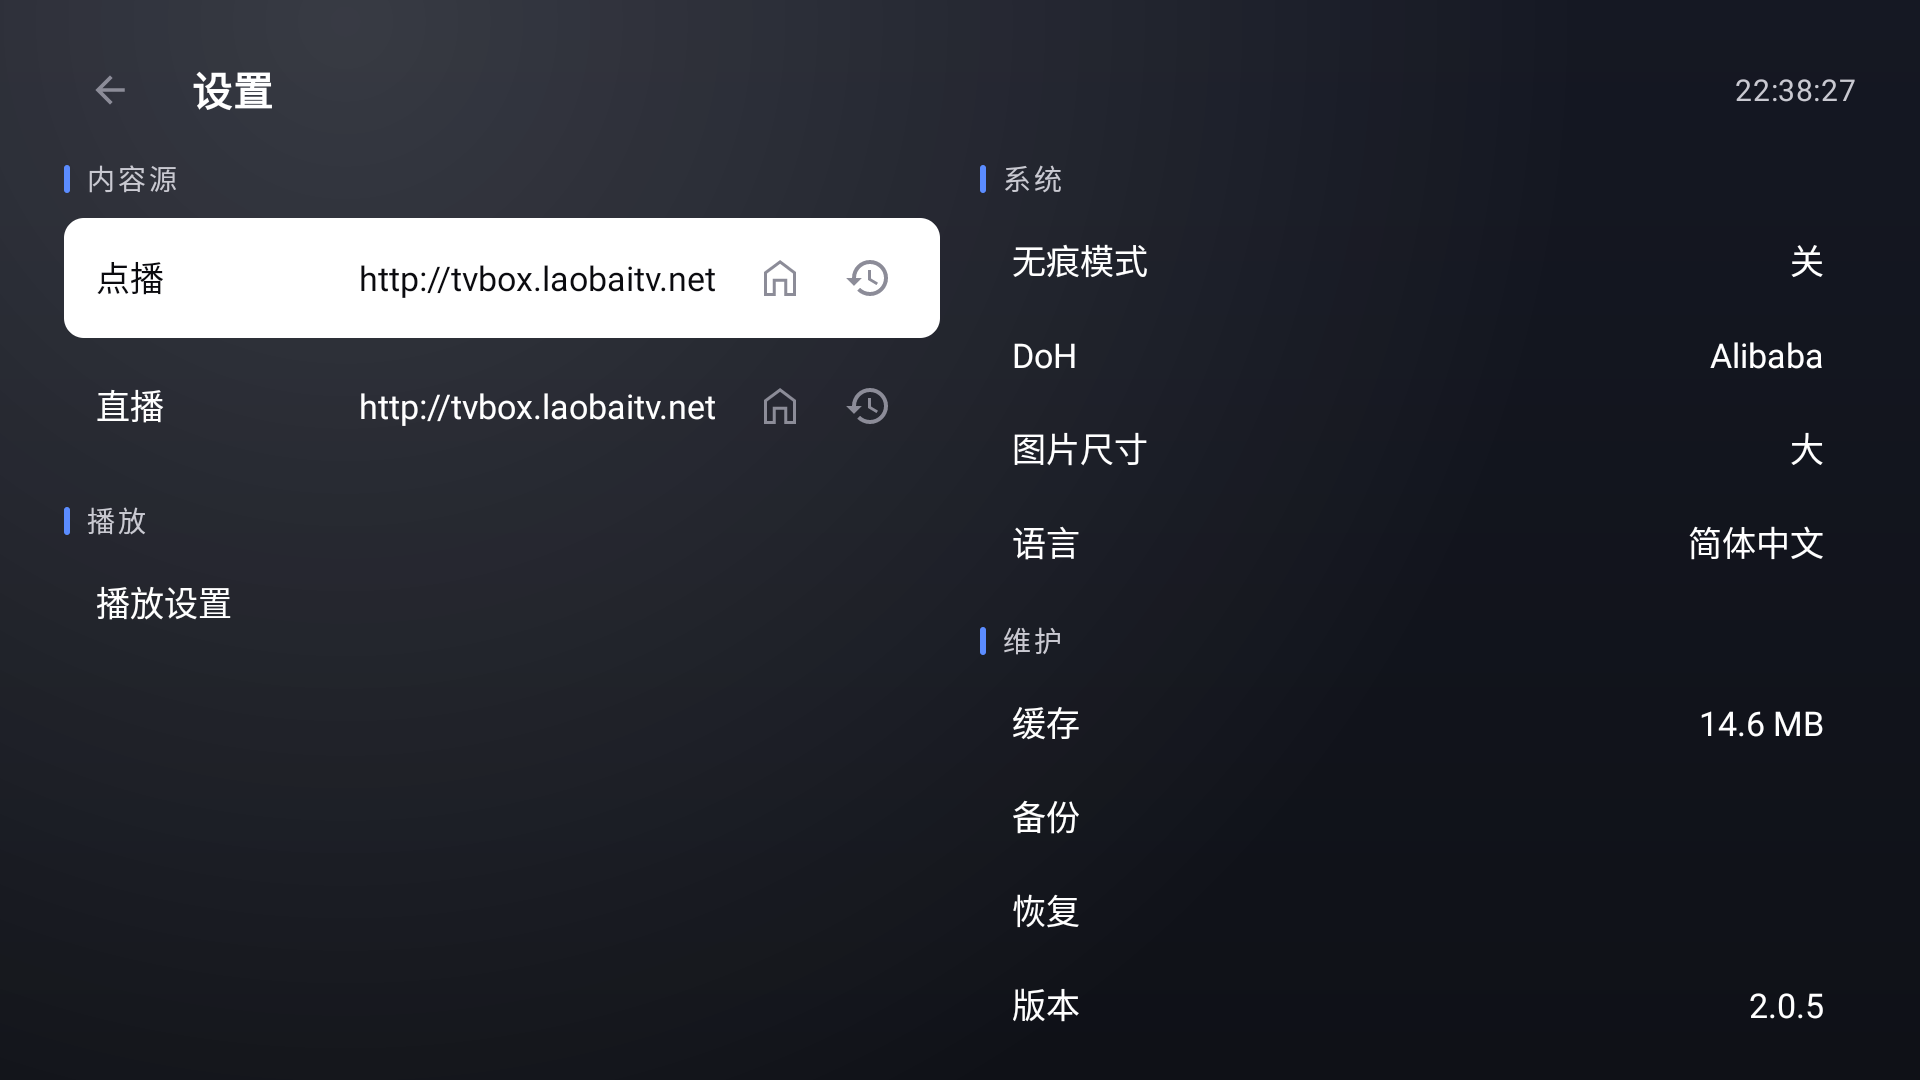 设置
22:38:27
内容源
点播 http://tvbox.laobaitv.net
直播 http://tvbox.laobaitv.net
播放
播放设置
系统
无痕模式 关
DoH Alibaba
图片尺寸 大
语言 简体中文
维护
缓存 14.6 MB
备份
恢复
版本 2.0.5